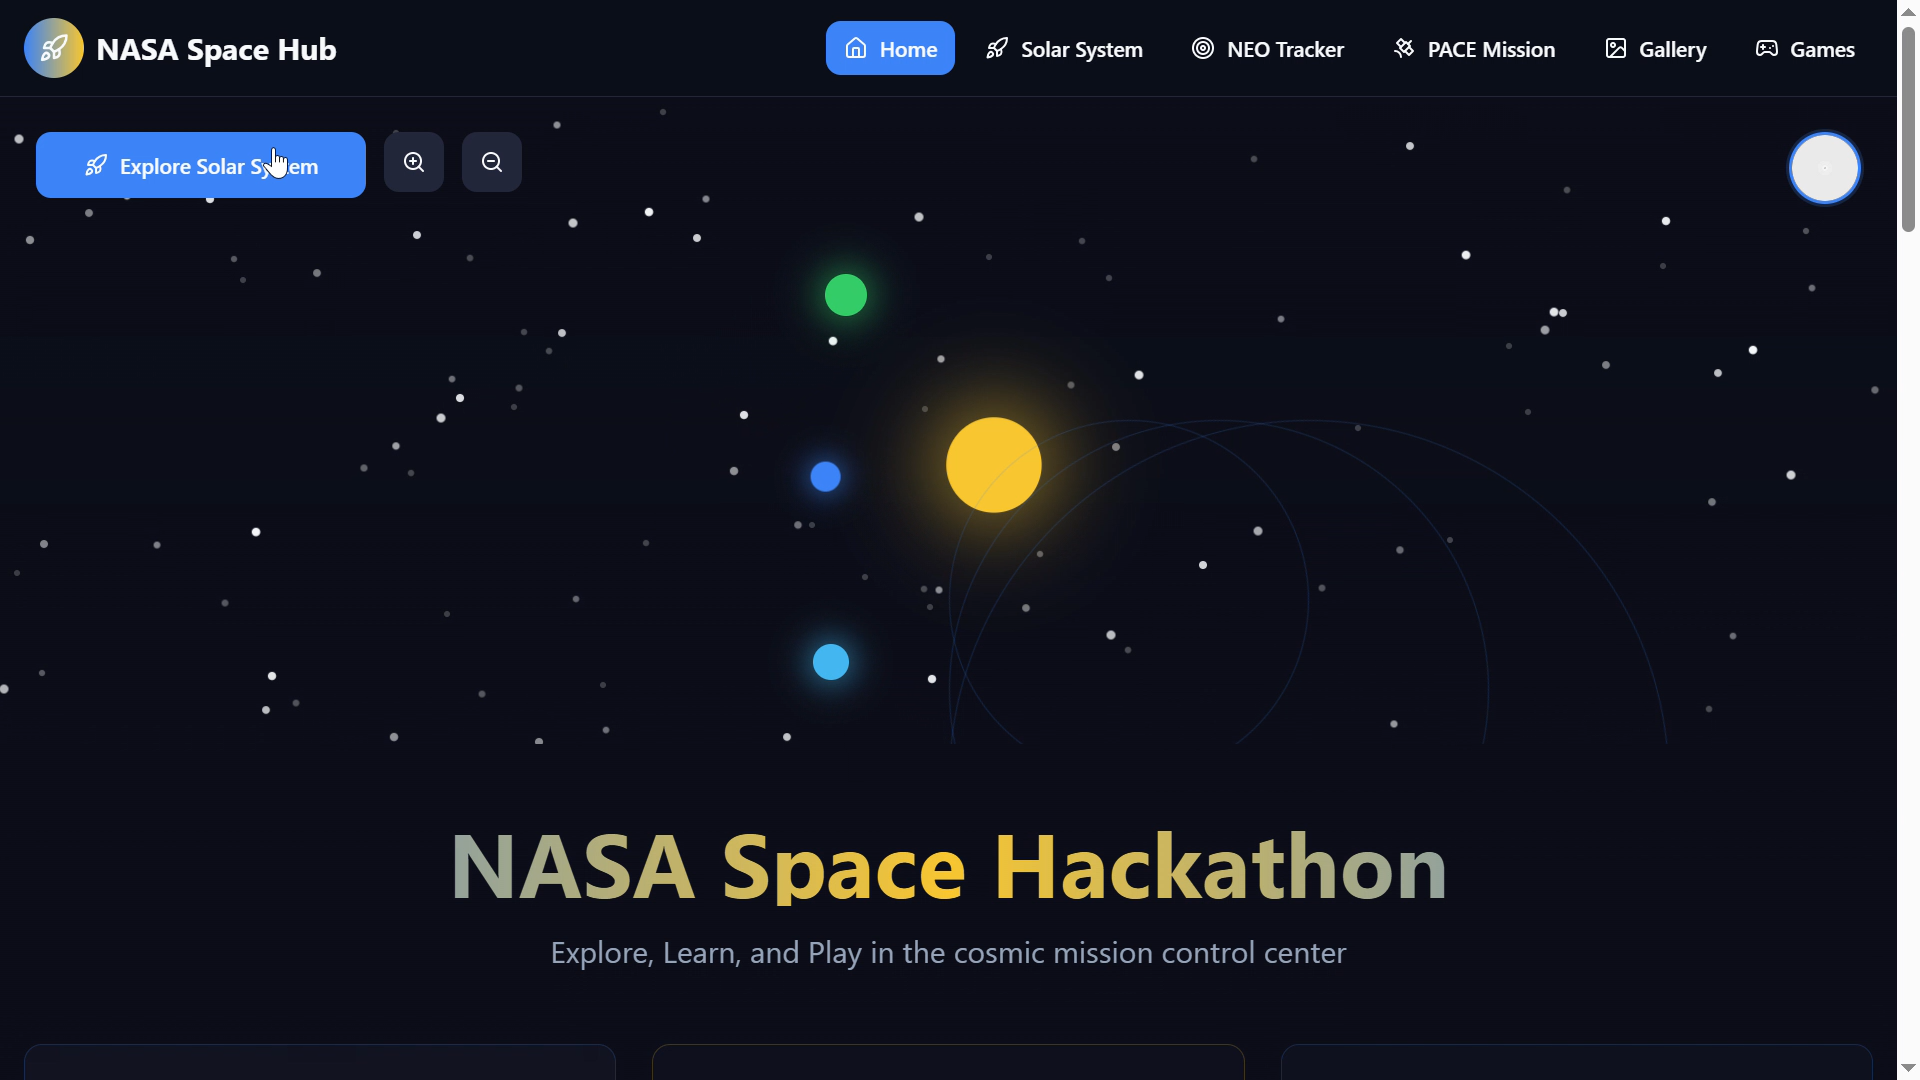 NASA Space Hub
Home
Solar System
NEO Tracker
PACE Mission
Gallery
Games
Explore Solar System
NASA Space Hackathon
Explore, Learn, and Play in the cosmic mission control center